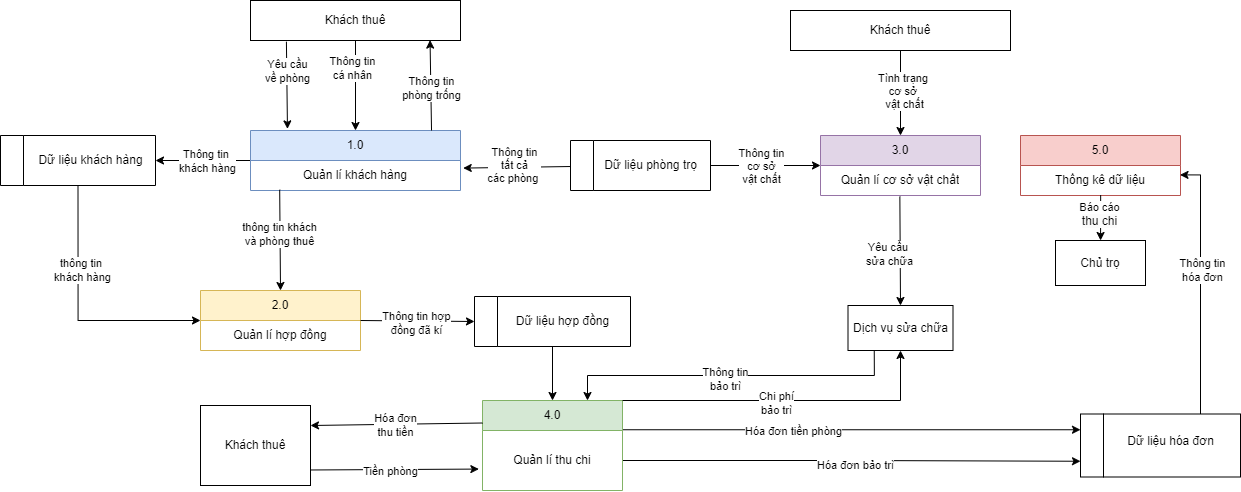 Khách thuê
Khách thuê
Yêu cầu
về phòng
Thông tin
cá nhân
Thông tin
phòng trống
Tình trạng
cơ sở
vật chất
1.0
Quản lí khách hàng
3.0
Quản lí cơ sở vật chất
5.0
Thống kê dữ liệu
Dữ liệu khách hàng
Thông tin
khách hàng
Thông tin
tất cả
các phòng
Dữ liệu phòng trọ
Thông tin
cơ sở
vật chất
thông tin khách
và phòng thuê
Báo cáo
thu chi
Yêu cầu
sửa chữa
Chủ trọ
Thông tin
hóa đơn
thông tin
khách hàng
2.0
Quản lí hợp đồng
Thông tin hợp
đồng đã kí
Dữ liệu hợp đồng
Dịch vụ sửa chữa
Thông tin
bảo trì
Chi phí
bảo trì
4.0
Quản lí thu chi
Khách thuê
Hóa đơn
thu tiền
Tiền phòng
Hóa đơn tiền phòng
Hóa đơn bảo trì
Dữ liệu hóa đơn